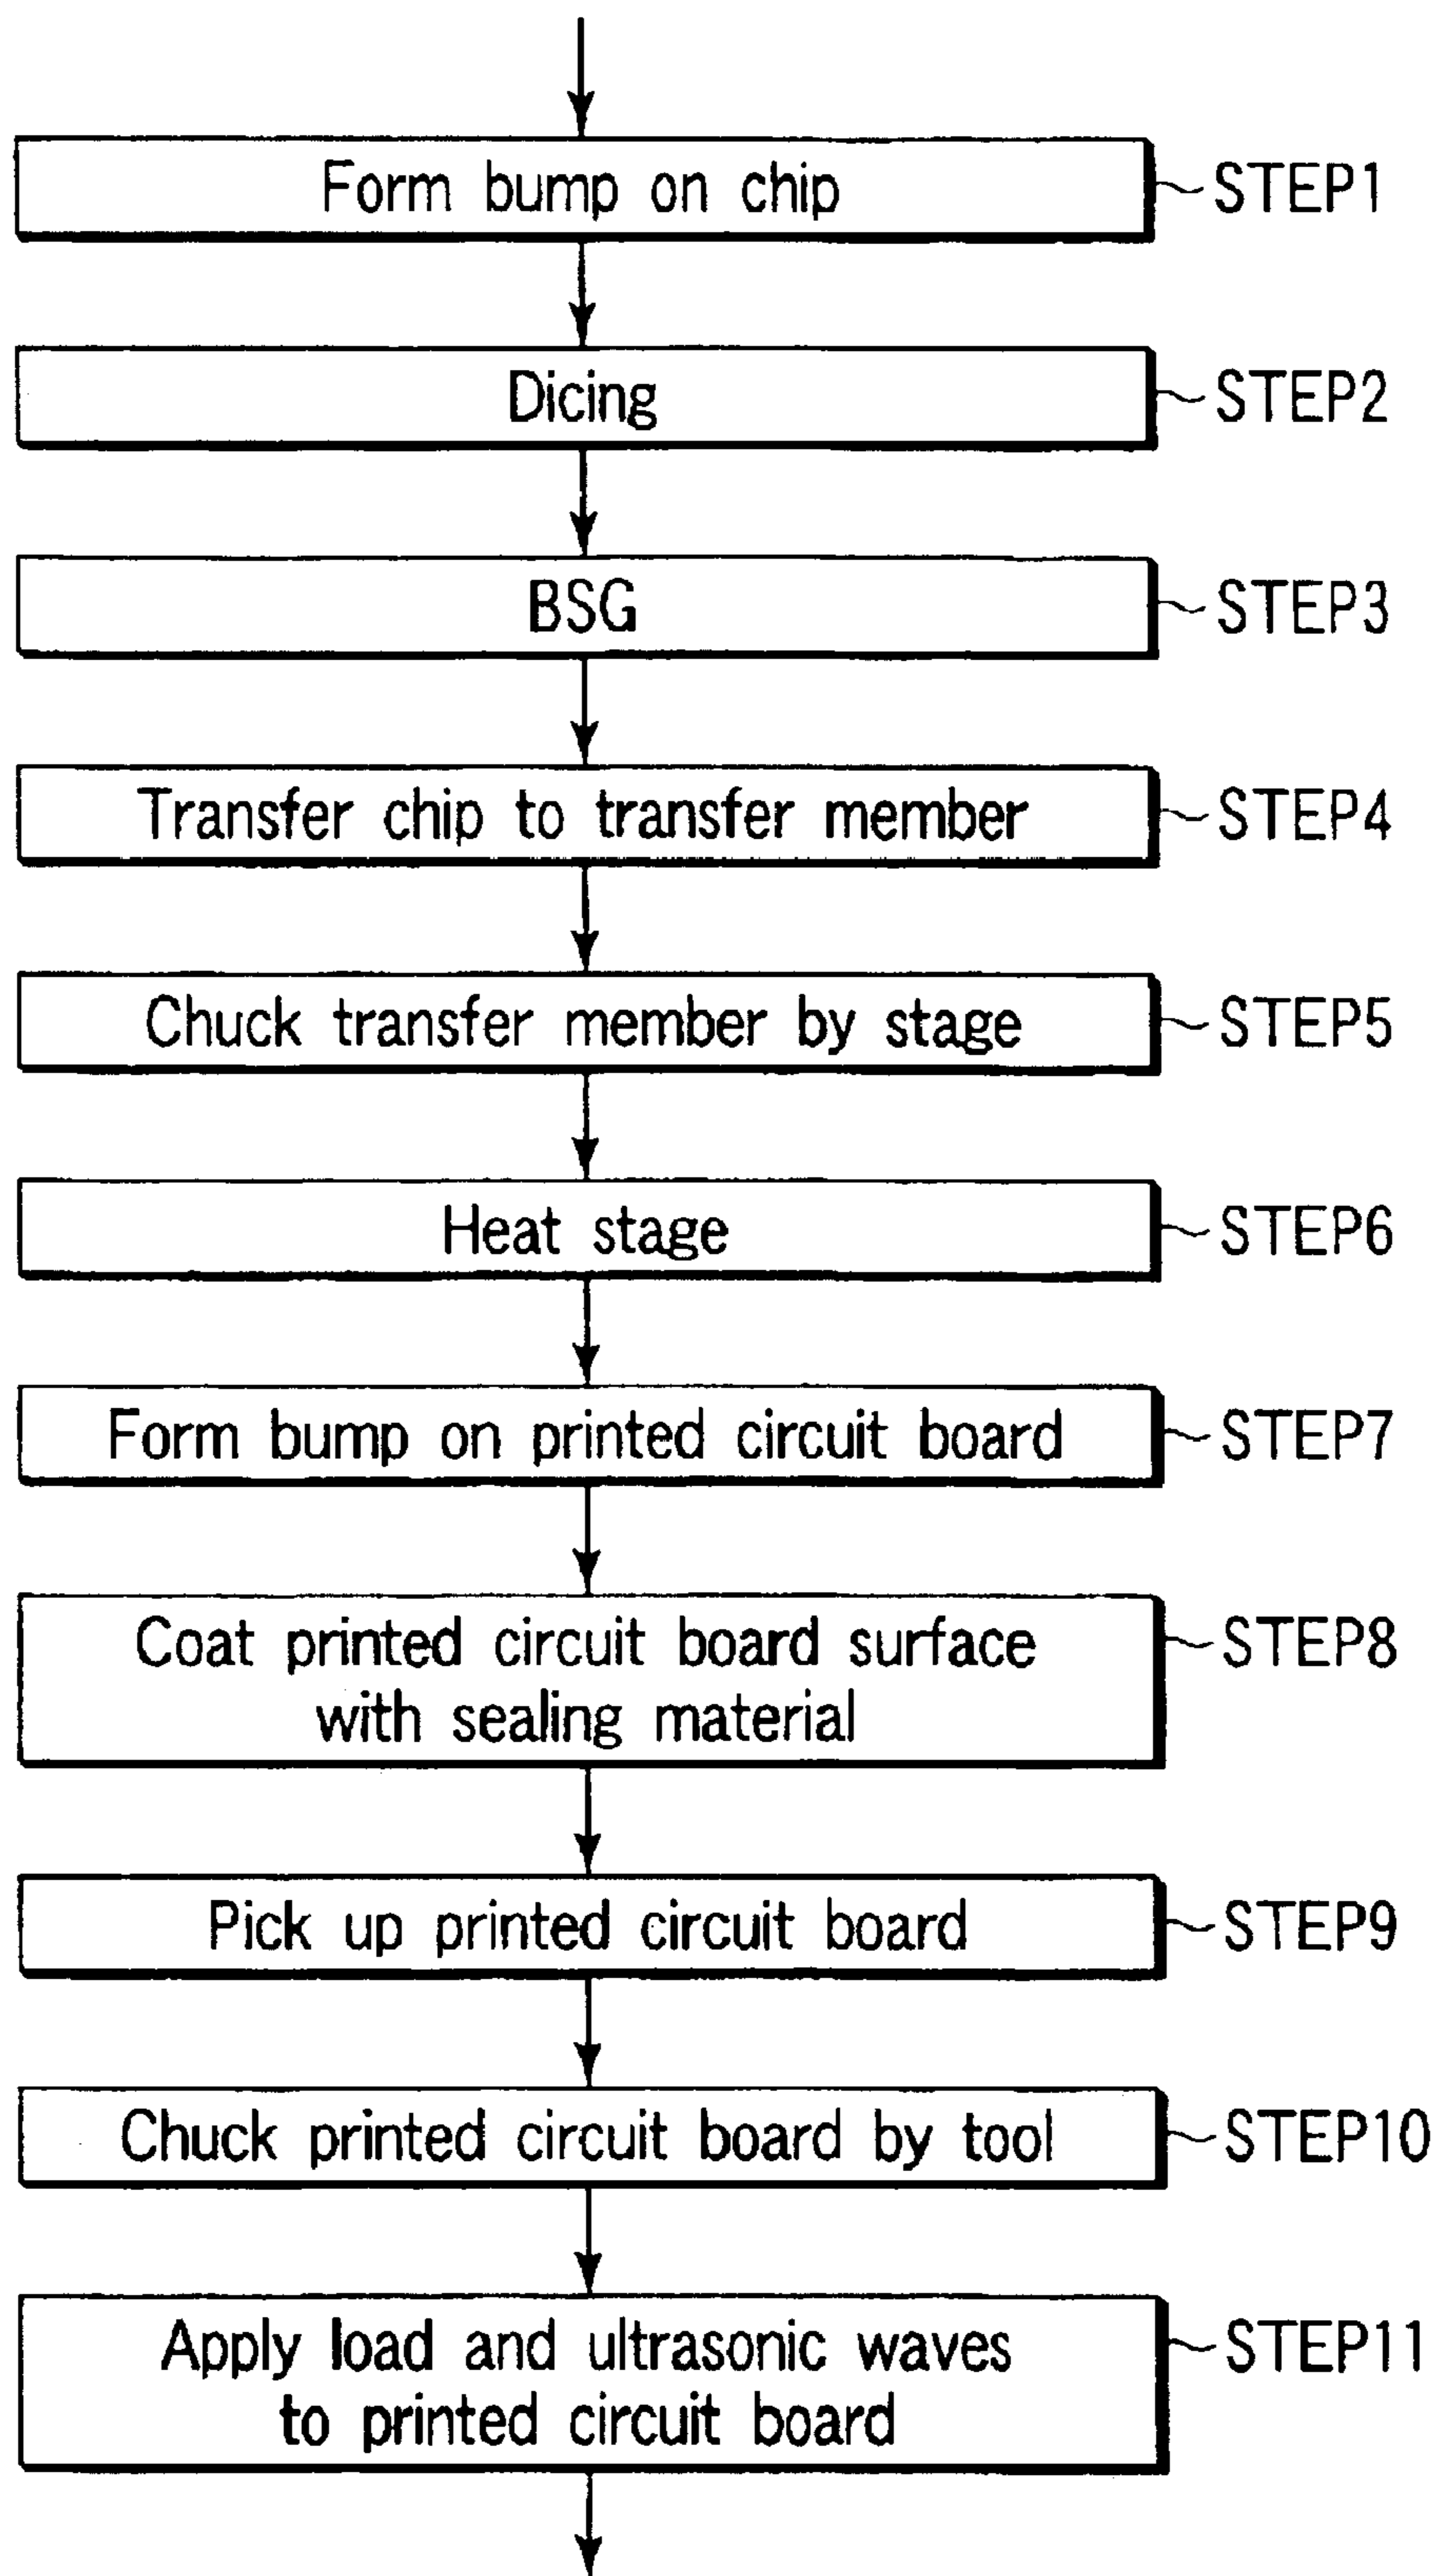 Form bump on chip
STEP1
Dicing
STEP2
BSG
STEP3
Transfer chip to transfer member
STEP4
Chuck transfer member by stage
STEP5
Heat stage
STEP6
Form bump on printed circuit board
STEP7
Coat printed circuit board surface
with sealing material
STEP8
Pick up printed circuit board
STEP9
Chuck printed circuit board by tool
STEP10
Apply load and ultrasonic waves
to printed circuit board
STEP11